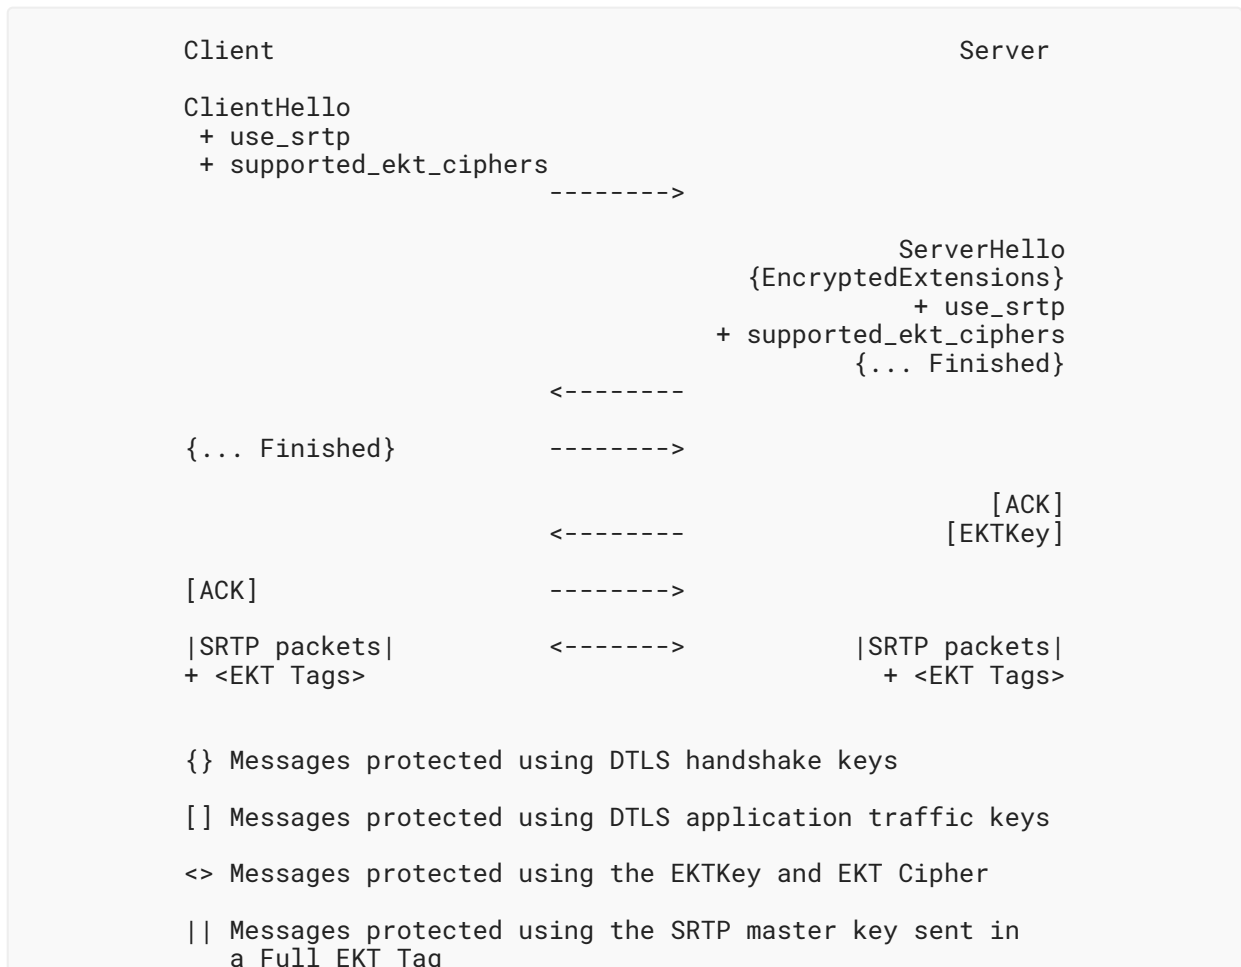 Client                                             Server
ClientHello
 + use_srtp
 + supported_ekt_ciphers
                        -------->
                                               ServerHello
                                     {EncryptedExtensions}
                                                + use_srtp
                                   + supported_ekt_ciphers
                                            {... Finished}
                        <--------
{... Finished}          -------->
                                                     [ACK]
                        <--------                 [EKTKey]
[ACK]                   -------->
|SRTP packets|          <------->           |SRTP packets|
+ <EKT Tags>                                  + <EKT Tags>
{} Messages protected using DTLS handshake keys
[] Messages protected using DTLS application traffic keys
<> Messages protected using the EKTKey and EKT Cipher
|| Messages protected using the SRTP master key sent in
   a Full EKT Tag